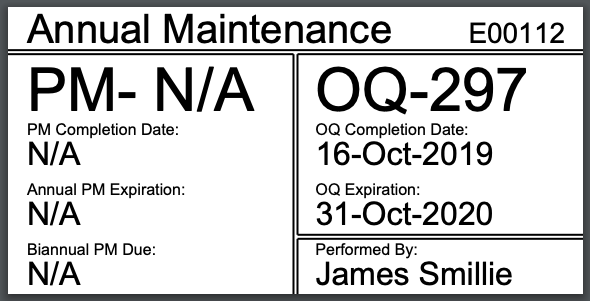 Annual Maintenance E00112
PM- N/A
PM Completion Date:
N/A
Annual PM Expiration:
N/A
Biannual PM Due:
N/A
OQ-297
OQ Completion Date:
16-Oct-2019
OQ Expiration:
31-Oct-2020
Performed By:
James Smillie